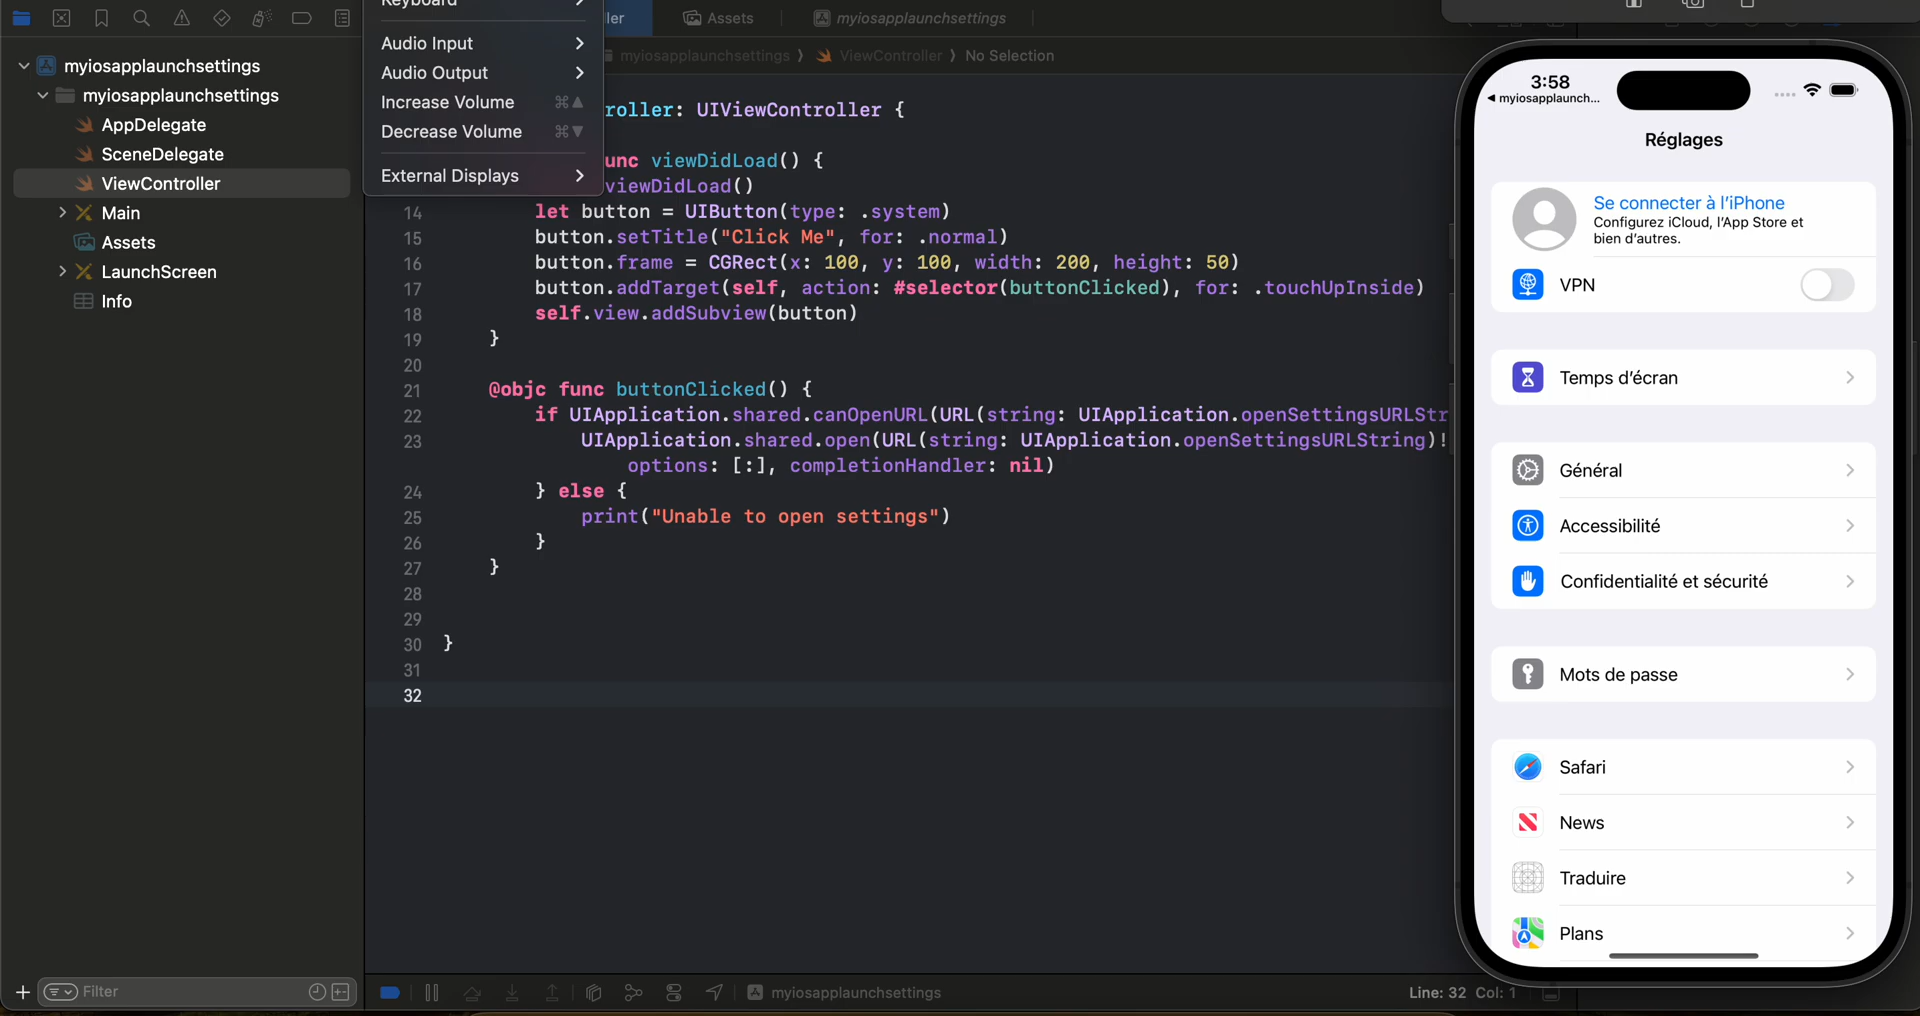 Keyboard
Audio Input
Audio Output
Increase Volume ⌘▲
Decrease Volume ⌘▼
External Displays
ller
Assets
myiosapplaunchsettings
myiosapplaunchsettings
myiosapplaunchsettings
AppDelegate
SceneDelegate
ViewController
Main
Assets
LaunchScreen
Info
myiosapplaunchsettings ⟩ ViewController ⟩ No Selection
roller: UIViewController {
unc viewDidLoad() {
viewDidLoad()
14 let button = UIButton(type: .system)
15 button.setTitle("Click Me", for: .normal)
16 button.frame = CGRect(x: 100, y: 100, width: 200, height: 50)
17 button.addTarget(self, action: #selector(buttonClicked), for: .touchUpInside)
18 self.view.addSubview(button)
19 }
20
21 @objc func buttonClicked() {
22 if UIApplication.shared.canOpenURL(URL(string: UIApplication.openSettingsURLStr
23 UIApplication.shared.open(URL(string: UIApplication.openSettingsURLString)!
options: [:], completionHandler: nil)
24 } else {
25 print("Unable to open settings")
26 }
27 }
28
29
30 }
31
32
Filter
myiosapplaunchsettings
Line: 32 Col: 1
3:58
◀ myiosapplaunch...
Réglages
Se connecter à l’iPhone
Configurez iCloud, l’App Store et
bien d’autres.
VPN
Temps d’écran
Général
Accessibilité
Confidentialité et sécurité
Mots de passe
Safari
News
Traduire
Plans